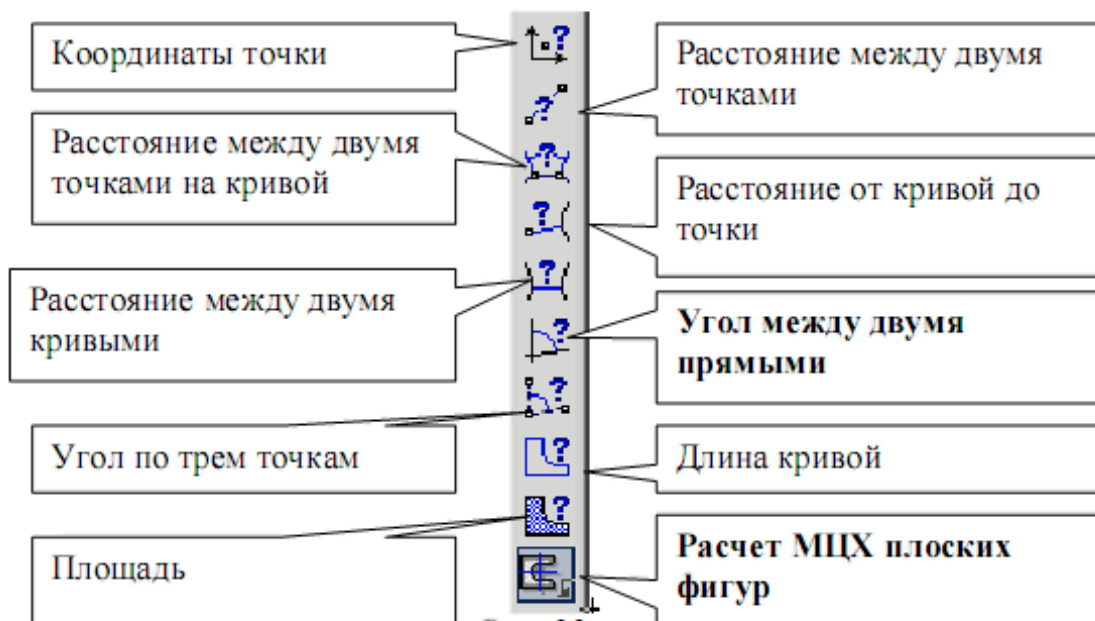 Координаты точки
Расстояние между двумя
точками
Расстояние между двумя
точками на кривой
Расстояние от кривой до
точки
Расстояние между двумя
кривыми
Угол между двумя
прямыми
Угол по трем точкам
Длина кривой
Площадь
Расчет МЦХ плоских
фигур